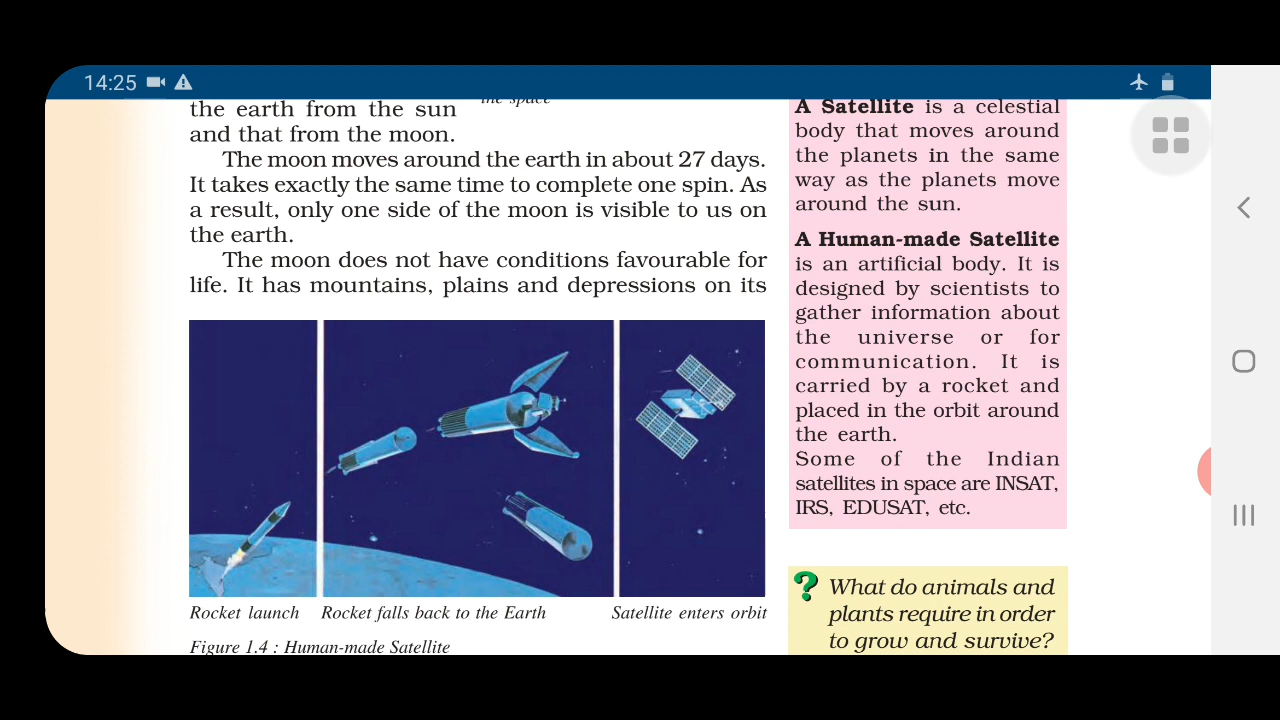 14:25
the space
the earth from the sun
and that from the moon.
The moon moves around the earth in about 27 days.
It takes exactly the same time to complete one spin. As
a result, only one side of the moon is visible to us on
the earth.
The moon does not have conditions favourable for
life. It has mountains, plains and depressions on its
Rocket launch
Rocket falls back to the Earth
Satellite enters orbit
Figure 1.4 : Human-made Satellite
A Satellite is a celestial
body that moves around
the planets in the same
way as the planets move
around the sun.
A Human-made Satellite
is an artificial body. It is
designed by scientists to
gather information about
the universe or for
communication. It is
carried by a rocket and
placed in the orbit around
the earth.
Some of the Indian
satellites in space are INSAT,
IRS, EDUSAT, etc.
? What do animals and
plants require in order
to grow and survive?